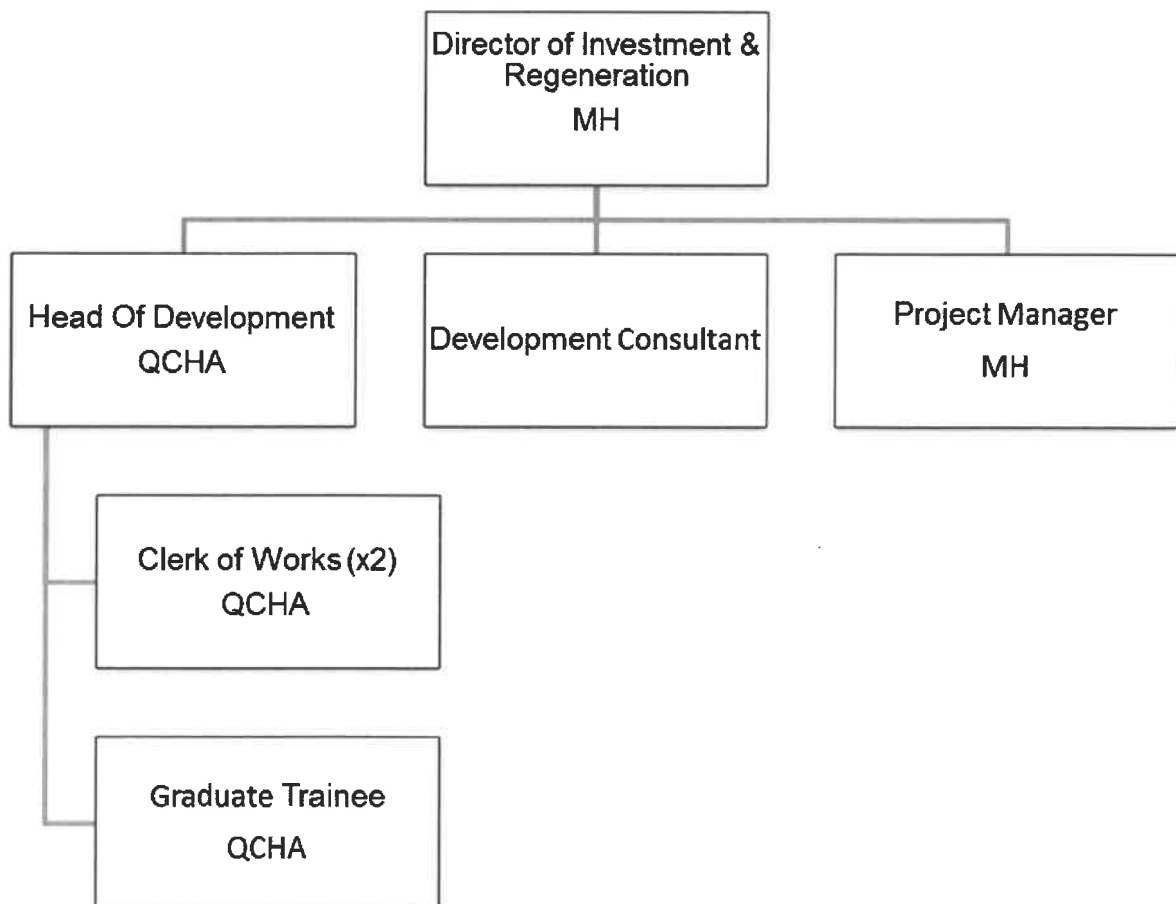 Director of Investment &
Regeneration
MH
Head Of Development
QCHA
Development Consultant
Project Manager
MH
Clerk of Works (x2)
QCHA
Graduate Trainee
QCHA